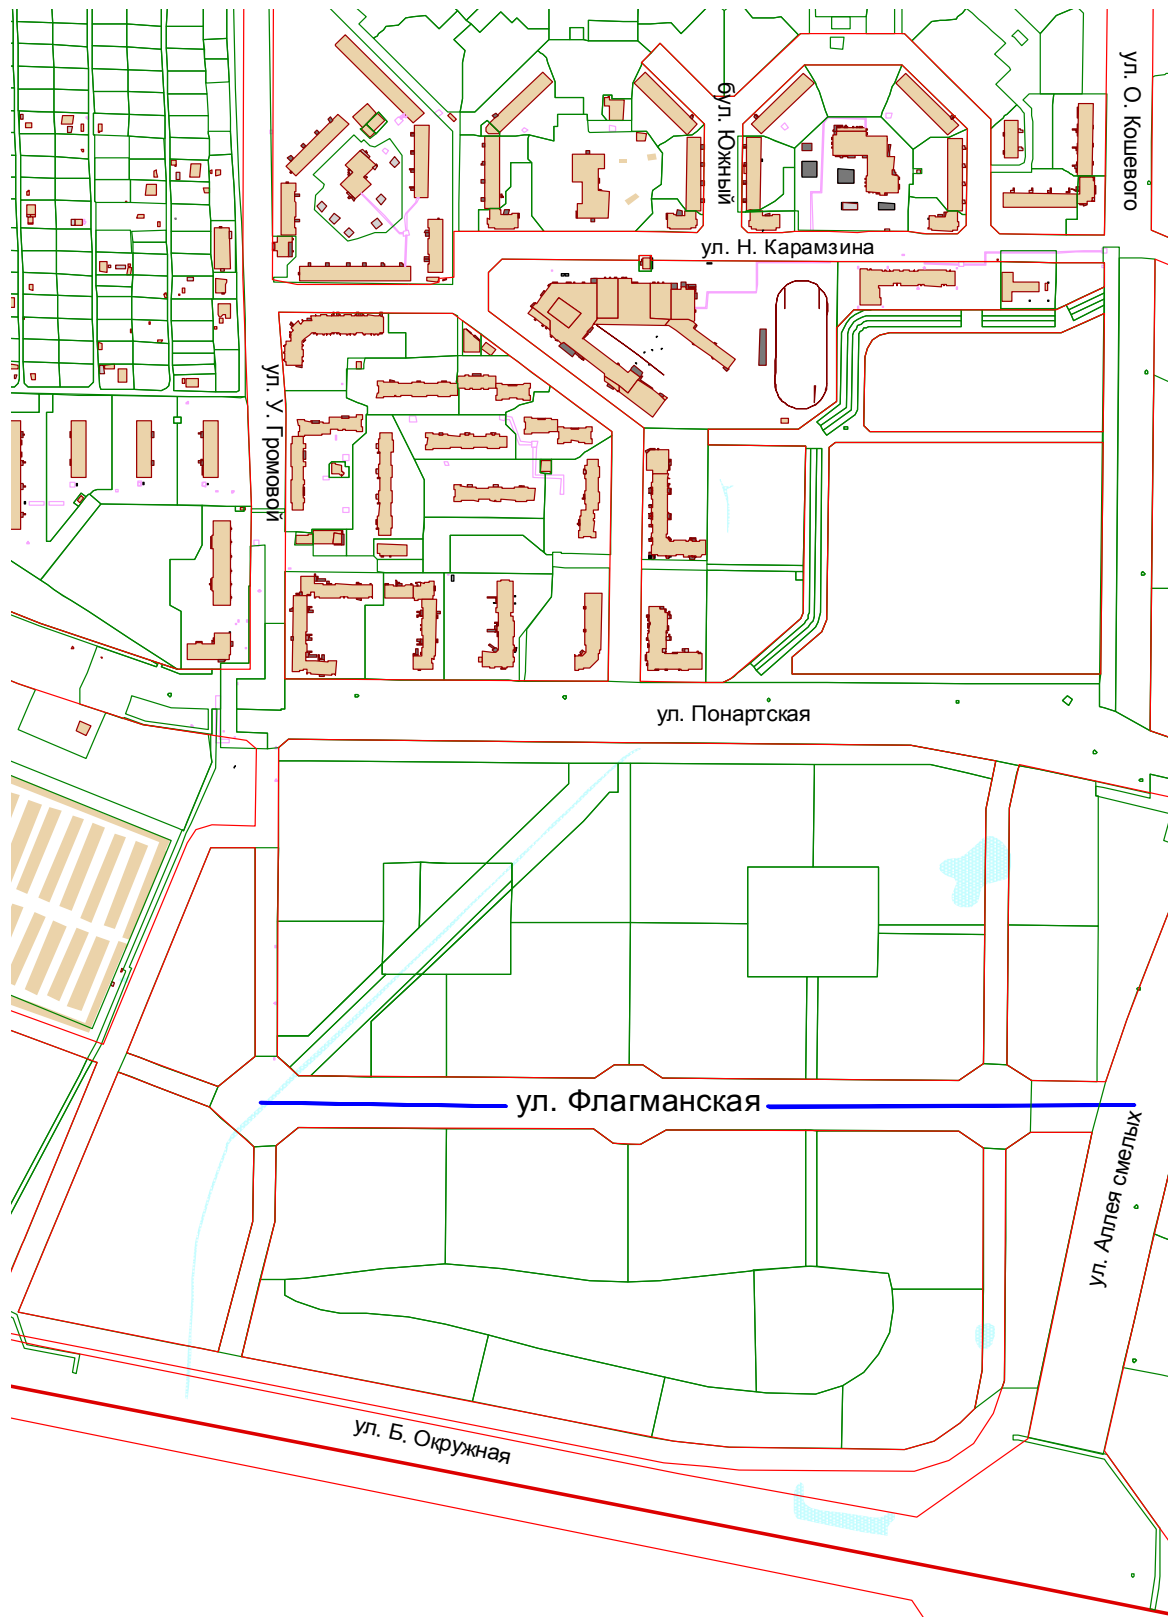 ул. О. Кошевого
бул. Южный
ул. Н. Карамзина
ул. У. Громовой
ул. Понартская
ул. Флагманская
ул. Аллея смелых
ул. Б. Окружная